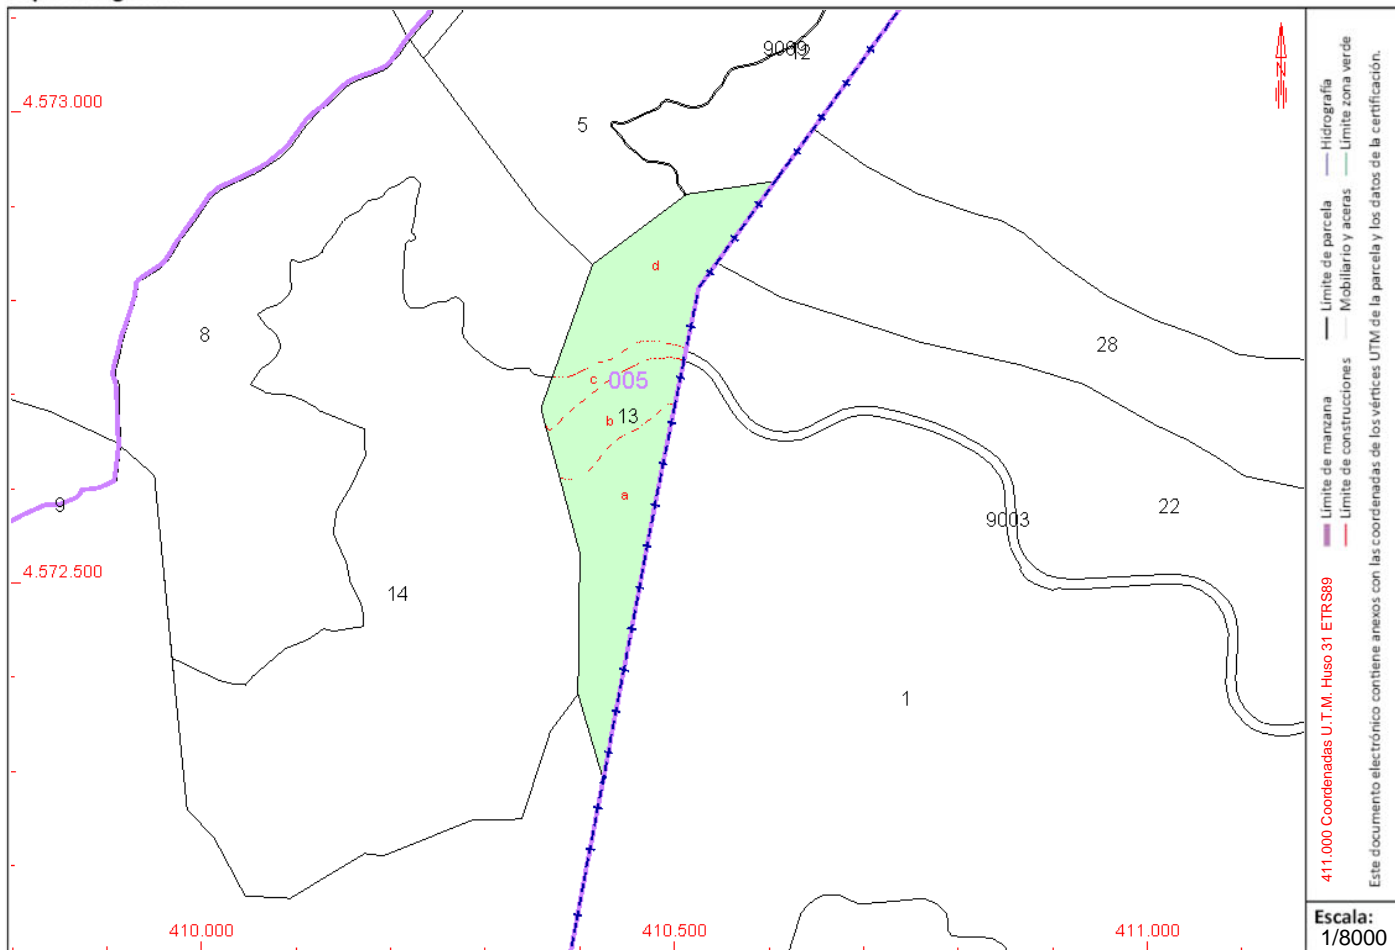 4.573.000
9069
12
5
N
d
8
28
c
005
13
b
9
a
22
9003
4.572.500
14
1
410.000
410.500
411.000
Límite de manzana
Límite de parcela
Hidrografía
Límite de construcciones
Mobiliario y aceras
Límite zona verde
411.000 Coordenadas U.T.M. Huso 31 ETRS89
Este documento electrónico contiene anexos con las coordenadas de los vértices UTM de la parcela y los datos de la certificación.
Escala:
1/8000